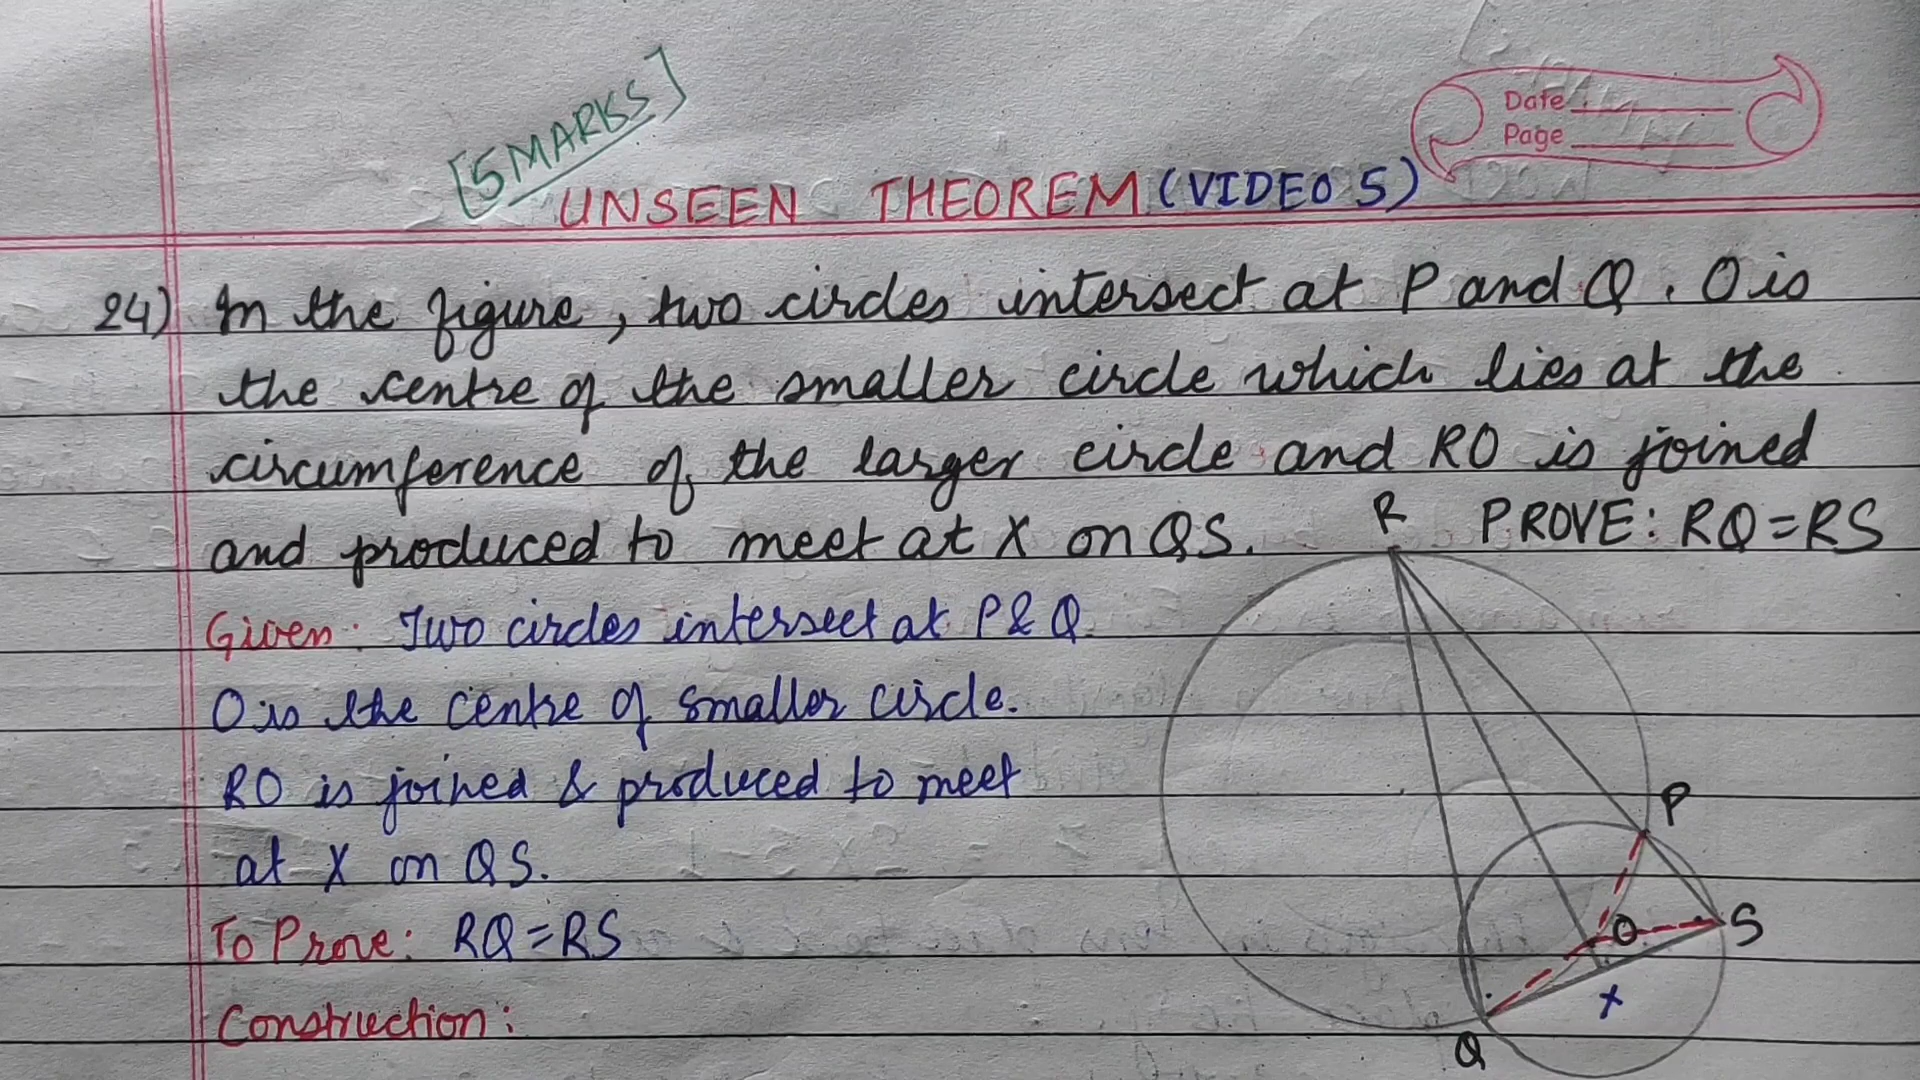 [5 MARKS]
Date
Page
UNSEEN THEOREM (VIDEO 5)
24) In the figure, two circles intersect at P and Q. O is
the centre of the smaller circle which lies at the
circumference of the larger circle and RO is joined
and produced to meet at X on QS.
R PROVE: RQ=RS
Given: Two circles intersect at P & Q
O is the centre of smaller circle.
RO is joined & produced to meet
P
at X on QS.
To Prove: RQ=RS
O
S
X
Construction:
Q